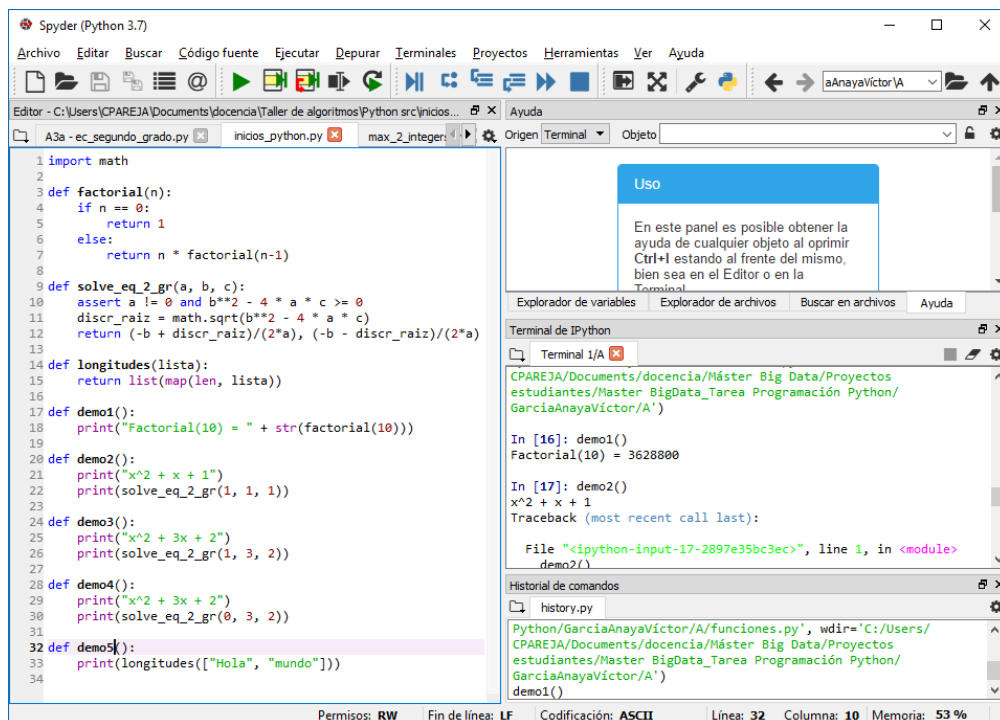 Spyder (Python 3.7)
Archivo Editar Buscar Código fuente Ejecutar Depurar Terminales Proyectos Herramientas Ver Ayuda
aAnayaVíctor\A
Editor - C:\Users\CPAREJA\Documents\docencia\Taller de algoritmos\Python src\inicios...
A3a - ec_segundo_grado.py inicios_python.py max_2_integer
1 import math
2
3 def factorial(n):
4     if n == 0:
5         return 1
6     else:
7         return n * factorial(n-1)
8
9 def solve_eq_2_gr(a, b, c):
10     assert a != 0 and b**2 - 4 * a * c >= 0
11     discr_raiz = math.sqrt(b**2 - 4 * a * c)
12     return (-b + discr_raiz)/(2*a), (-b - discr_raiz)/(2*a)
13
14 def longitudes(lista):
15     return list(map(len, lista))
16
17 def demo1():
18     print("Factorial(10) = " + str(factorial(10)))
19
20 def demo2():
21     print("x^2 + x + 1")
22     print(solve_eq_2_gr(1, 1, 1))
23
24 def demo3():
25     print("x^2 + 3x + 2")
26     print(solve_eq_2_gr(1, 3, 2))
27
28 def demo4():
29     print("x^2 + 3x + 2")
30     print(solve_eq_2_gr(0, 3, 2))
31
32 def demo5():
33     print(longitudes(["Hola", "mundo"]))
34
Ayuda
Origen Terminal Objeto
Uso
En este panel es posible obtener la
ayuda de cualquier objeto al oprimir
Ctrl+I estando al frente del mismo,
bien sea en el Editor o en la
Terminal
Explorador de variables Explorador de archivos Buscar en archivos Ayuda
Terminal de IPython
Terminal 1/A
CPAREJA/Documents/docencia/Máster Big Data/Proyectos
estudiantes/Master BigData_Tarea Programación Python/
GarciaAnayaVíctor/A')
In [16]: demo1()
Factorial(10) = 3628800
In [17]: demo2()
x^2 + x + 1
Traceback (most recent call last):
File "<ipython-input-17-2897e35bc3ec>", line 1, in <module>
demo2()
Historial de comandos
history.py
Python/GarciaAnayaVíctor/A/funciones.py', wdir='C:/Users/
CPAREJA/Documents/docencia/Máster Big Data/Proyectos
estudiantes/Master BigData_Tarea Programación Python/
GarciaAnayaVíctor/A')
demo1()
Permisos: RW Fin de línea: LF Codificación: ASCII Línea: 32 Columna: 10 Memoria: 53 %